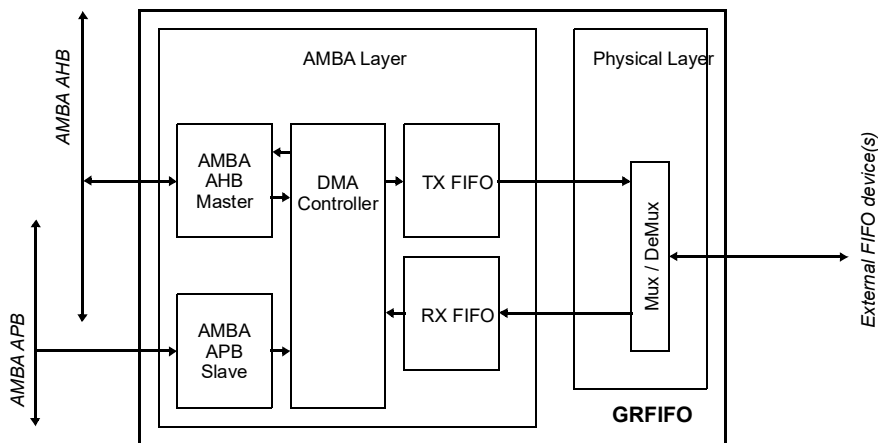 AMBA AHB
AMBA Layer
Physical Layer
AMBA
AHB
Master
DMA
Controller
TX FIFO
Mux / DeMux
External FIFO device(s)
AMBA APB
AMBA
APB
Slave
RX FIFO
GRFIFO